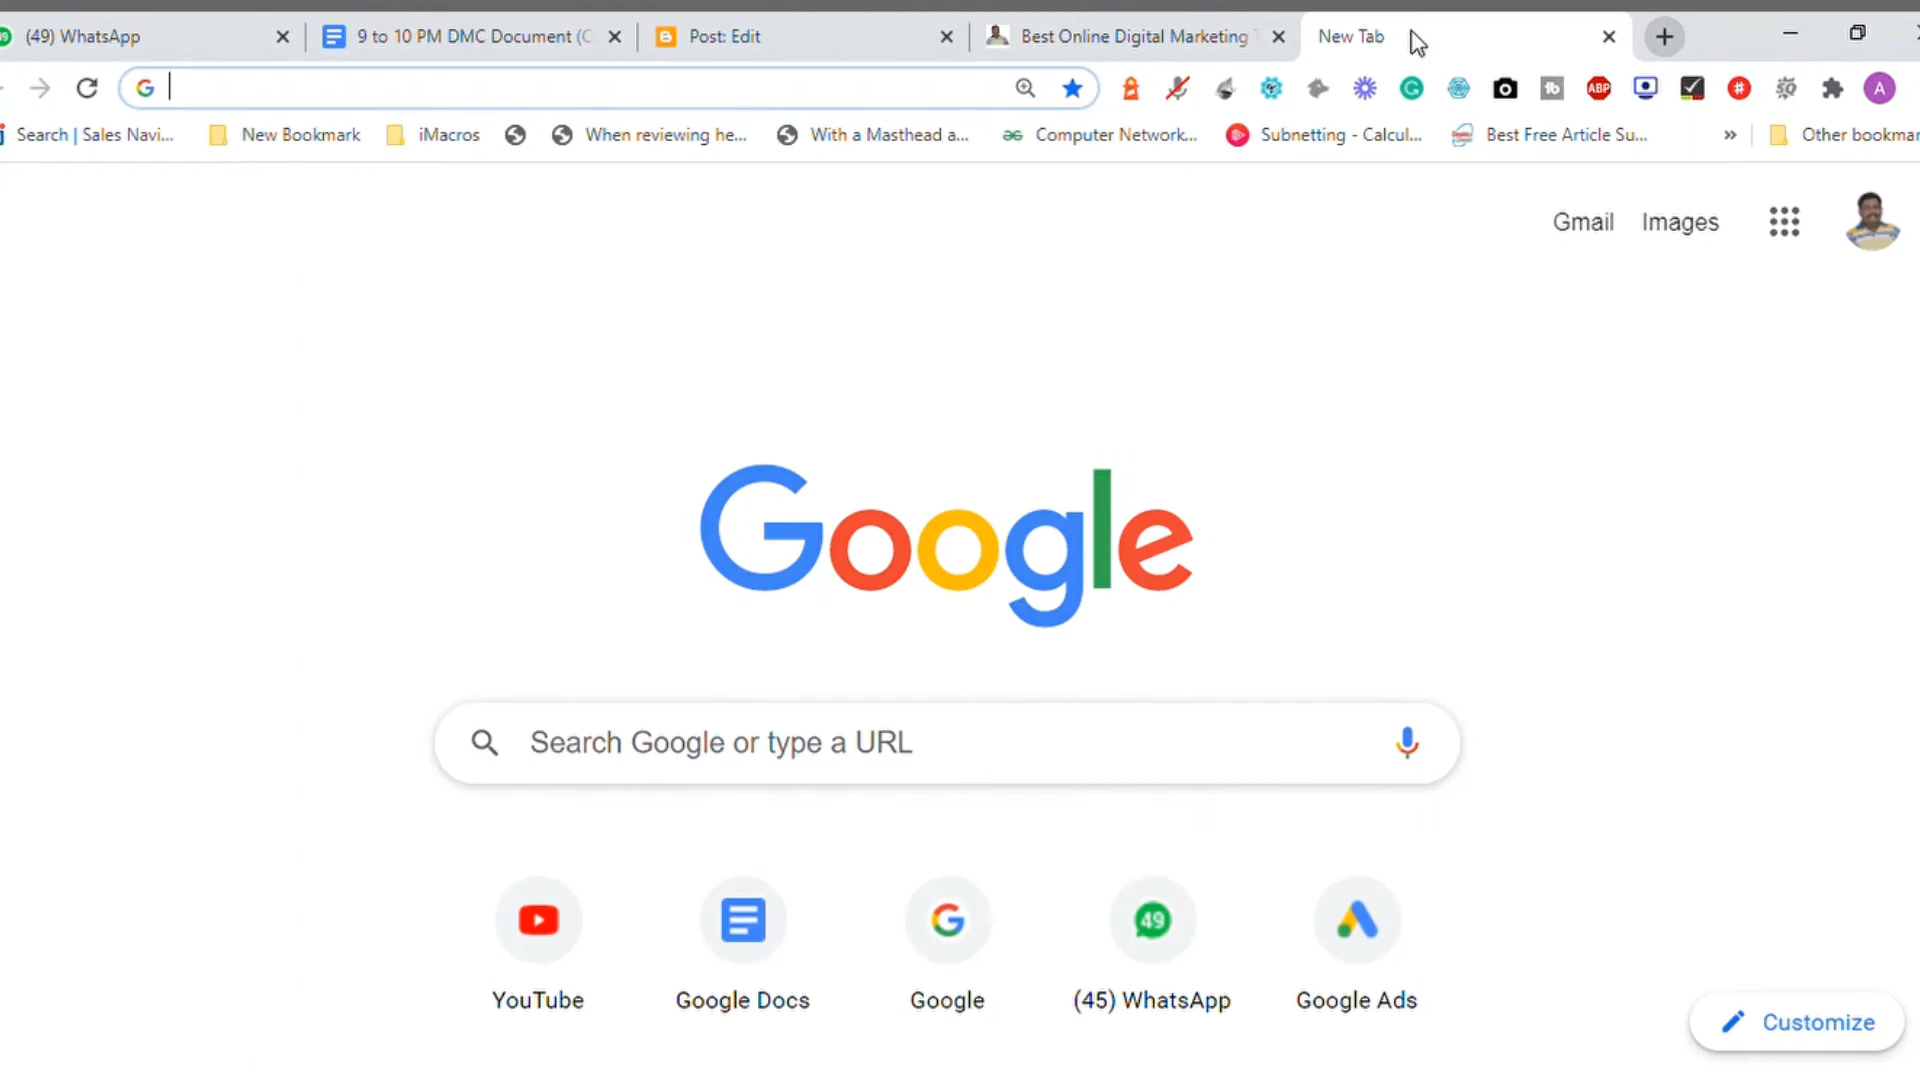 (49) WhatsApp
9 to 10 PM DMC Document (C
Post: Edit
Best Online Digital Marketing
New Tab
ABP
A
Search | Sales Navi...
New Bookmark
iMacros
When reviewing he...
With a Masthead a...
Computer Network...
Subnetting - Calcul...
Best Free Article Su...
»
Other bookmar
Gmail
Images
Google
Search Google or type a URL
49
YouTube
Google Docs
Google
(45) WhatsApp
Google Ads
Customize